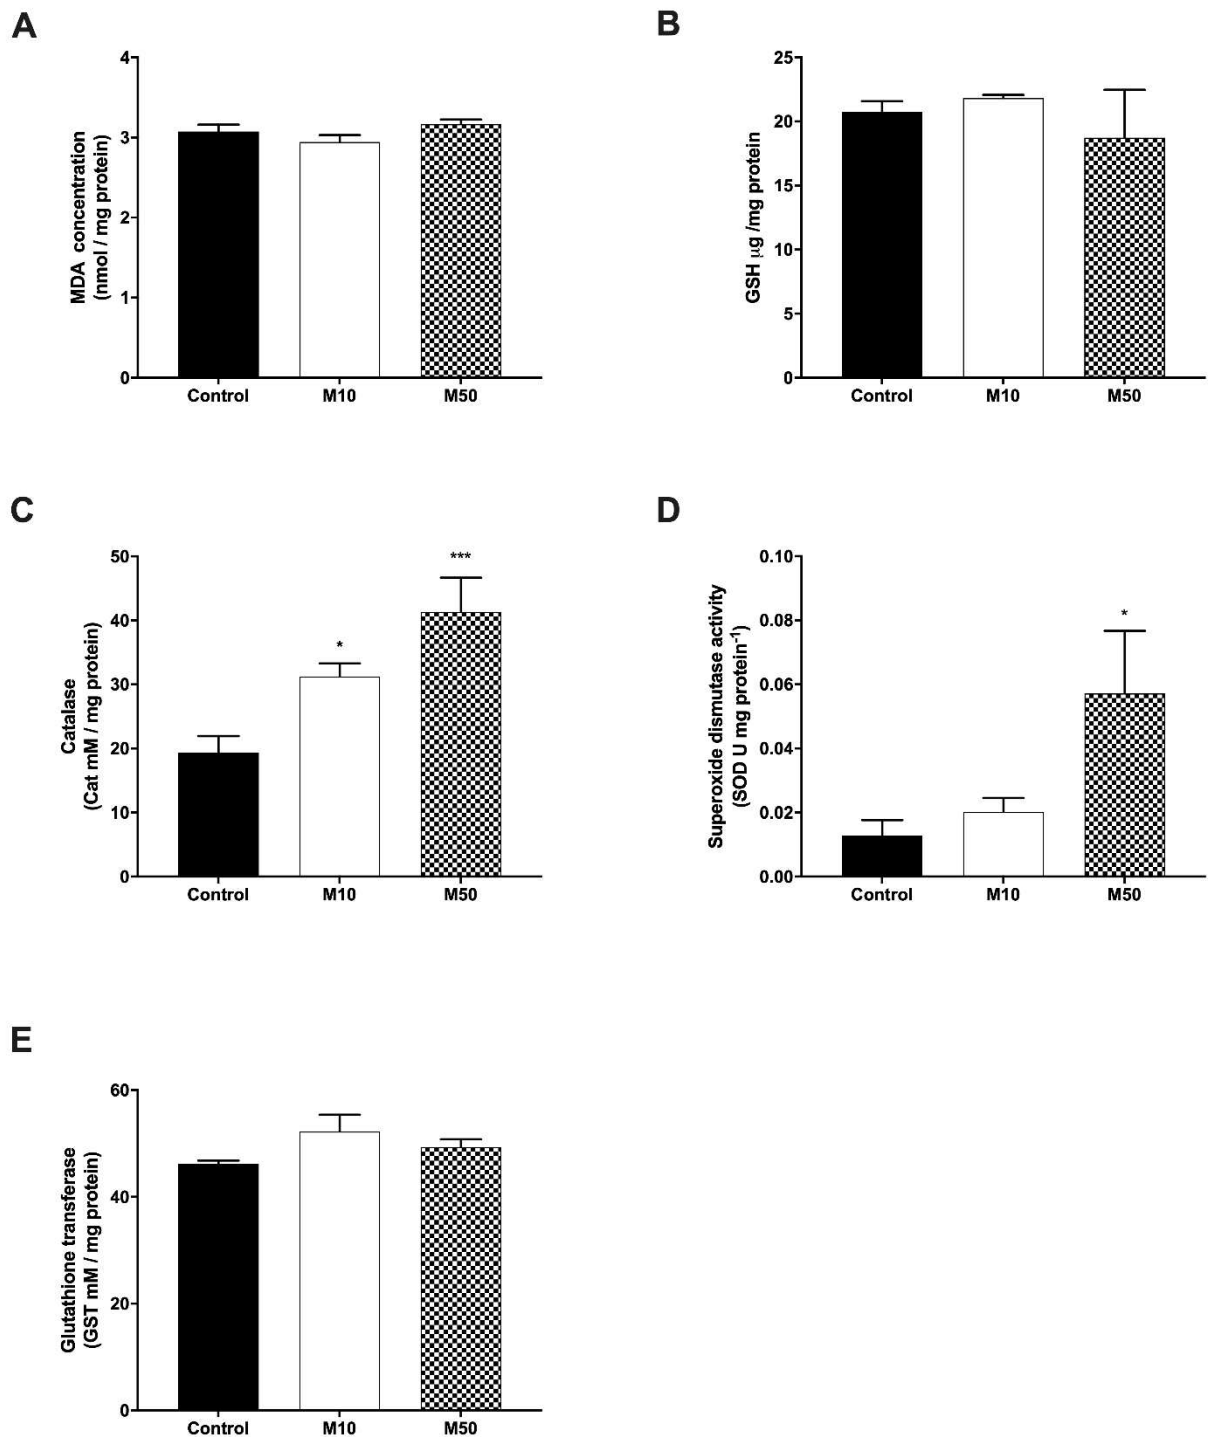 A
MDA concentration
(nmol / mg protein)
4
3
2
1
0
Control M10 M50
B
GSH µg /mg protein
25
20
15
10
5
0
Control M10 M50
C
Catalase
(Cat mM / mg protein)
50
40
30
20
10
0
*
***
Control M10 M50
D
Superoxide dismutase activity
(SOD U mg protein⁻¹)
0.10
0.08
0.06
0.04
0.02
0.00
*
Control M10 M50
E
Glutathione transferase
(GST mM / mg protein)
60
40
20
0
Control M10 M50